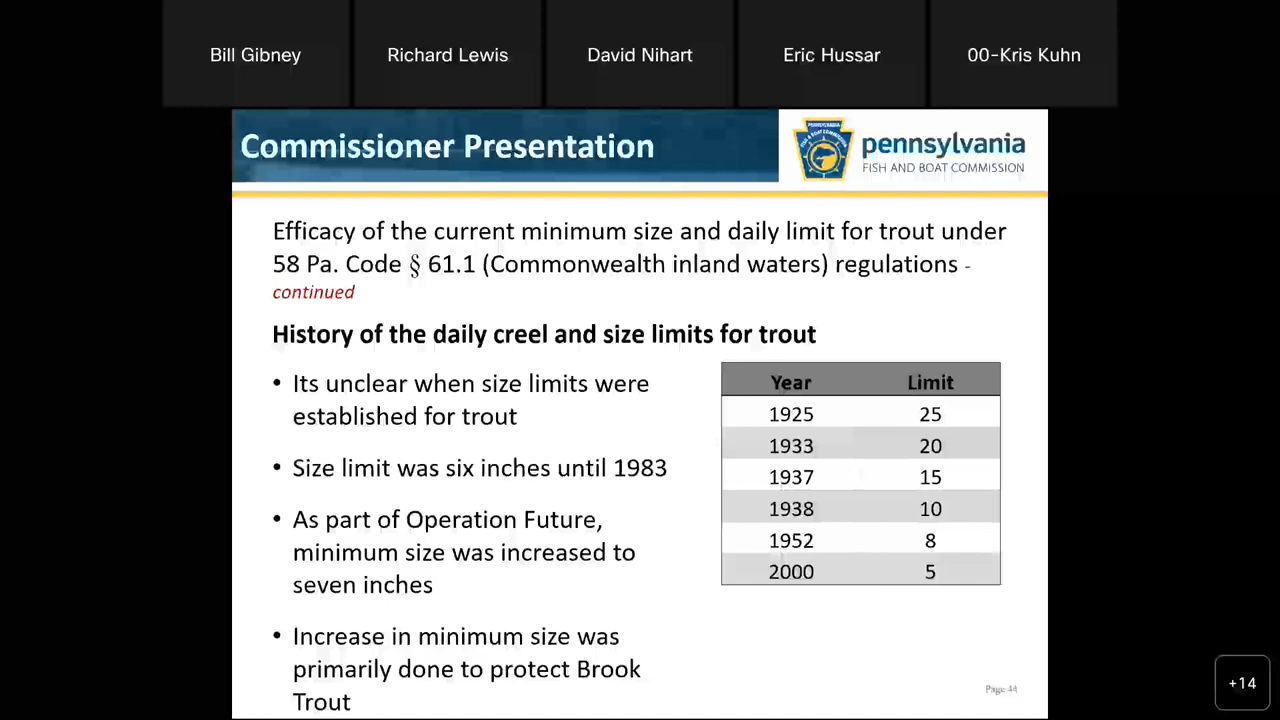 Bill Gibney
Richard Lewis
David Nihart
Eric Hussar
00-Kris Kuhn
Commissioner Presentation
pennsylvania
FISH AND BOAT COMMISSION
Efficacy of the current minimum size and daily limit for trout under
58 Pa. Code § 61.1 (Commonwealth inland waters) regulations -
continued
History of the daily creel and size limits for trout
• Its unclear when size limits were
established for trout
• Size limit was six inches until 1983
• As part of Operation Future,
minimum size was increased to
seven inches
• Increase in minimum size was
primarily done to protect Brook
Trout
Year Limit
1925 25
1933 20
1937 15
1938 10
1952 8
2000 5
Page 44
+14